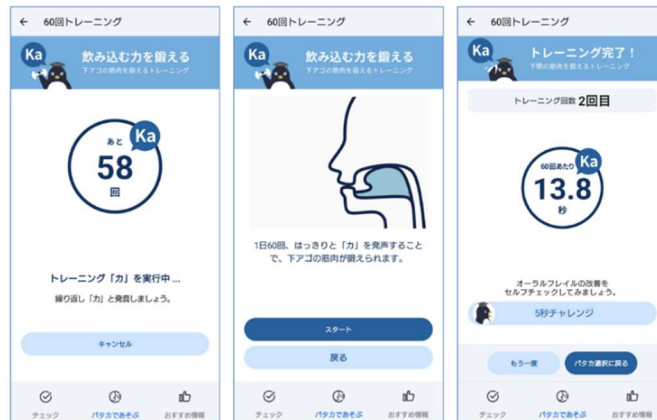 ← 60回トレーニング
Ka
飲み込む力を鍛える
下アゴの筋肉を鍛えるトレーニング
あと
Ka
58
回
トレーニング「カ」を実行中 ...
繰り返し「カ」と発音しましょう。
キャンセル
チェック
パタカであそぶ
おすすめ情報
← 60回トレーニング
Ka
飲み込む力を鍛える
下アゴの筋肉を鍛えるトレーニング
1日60回、はっきりと「カ」を発声すること
で、下アゴの筋肉が鍛えられます。
スタート
戻る
チェック
パタカであそぶ
おすすめ情報
← 60回トレーニング
Ka
トレーニング完了！
下顎の筋肉を鍛えるトレーニング
トレーニング回数 2回目
60回あたり
Ka
13.8
秒
オーラルフレイルの改善を
セルフチェックしてみましょう。
5秒チャレンジ
もう一度
パタカ選択に戻る
チェック
パタカであそぶ
おすすめ情報